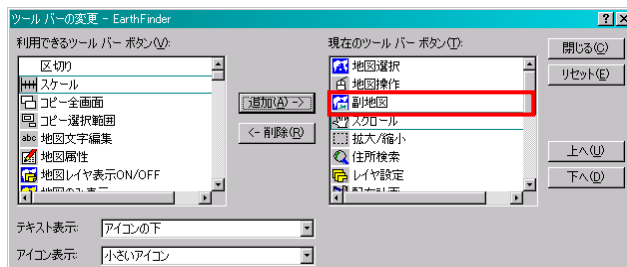 ツール バーの変更 - EarthFinder
利用できるツール バー ボタン(V):
区切り
スケール
コピー全画面
コピー選択範囲
abc 地図文字編集
地図属性
地図レイヤ表示ON/OFF
地図のみ表示
追加(A) ->
<- 削除(R)
現在のツール バー ボタン(T):
地図選択
地図操作
副地図
スクロール
拡大/縮小
住所検索
レイヤ設定
閉じる(C)
リセット(E)
上へ(U)
下へ(D)
テキスト表示:
アイコンの下
アイコン表示:
小さいアイコン